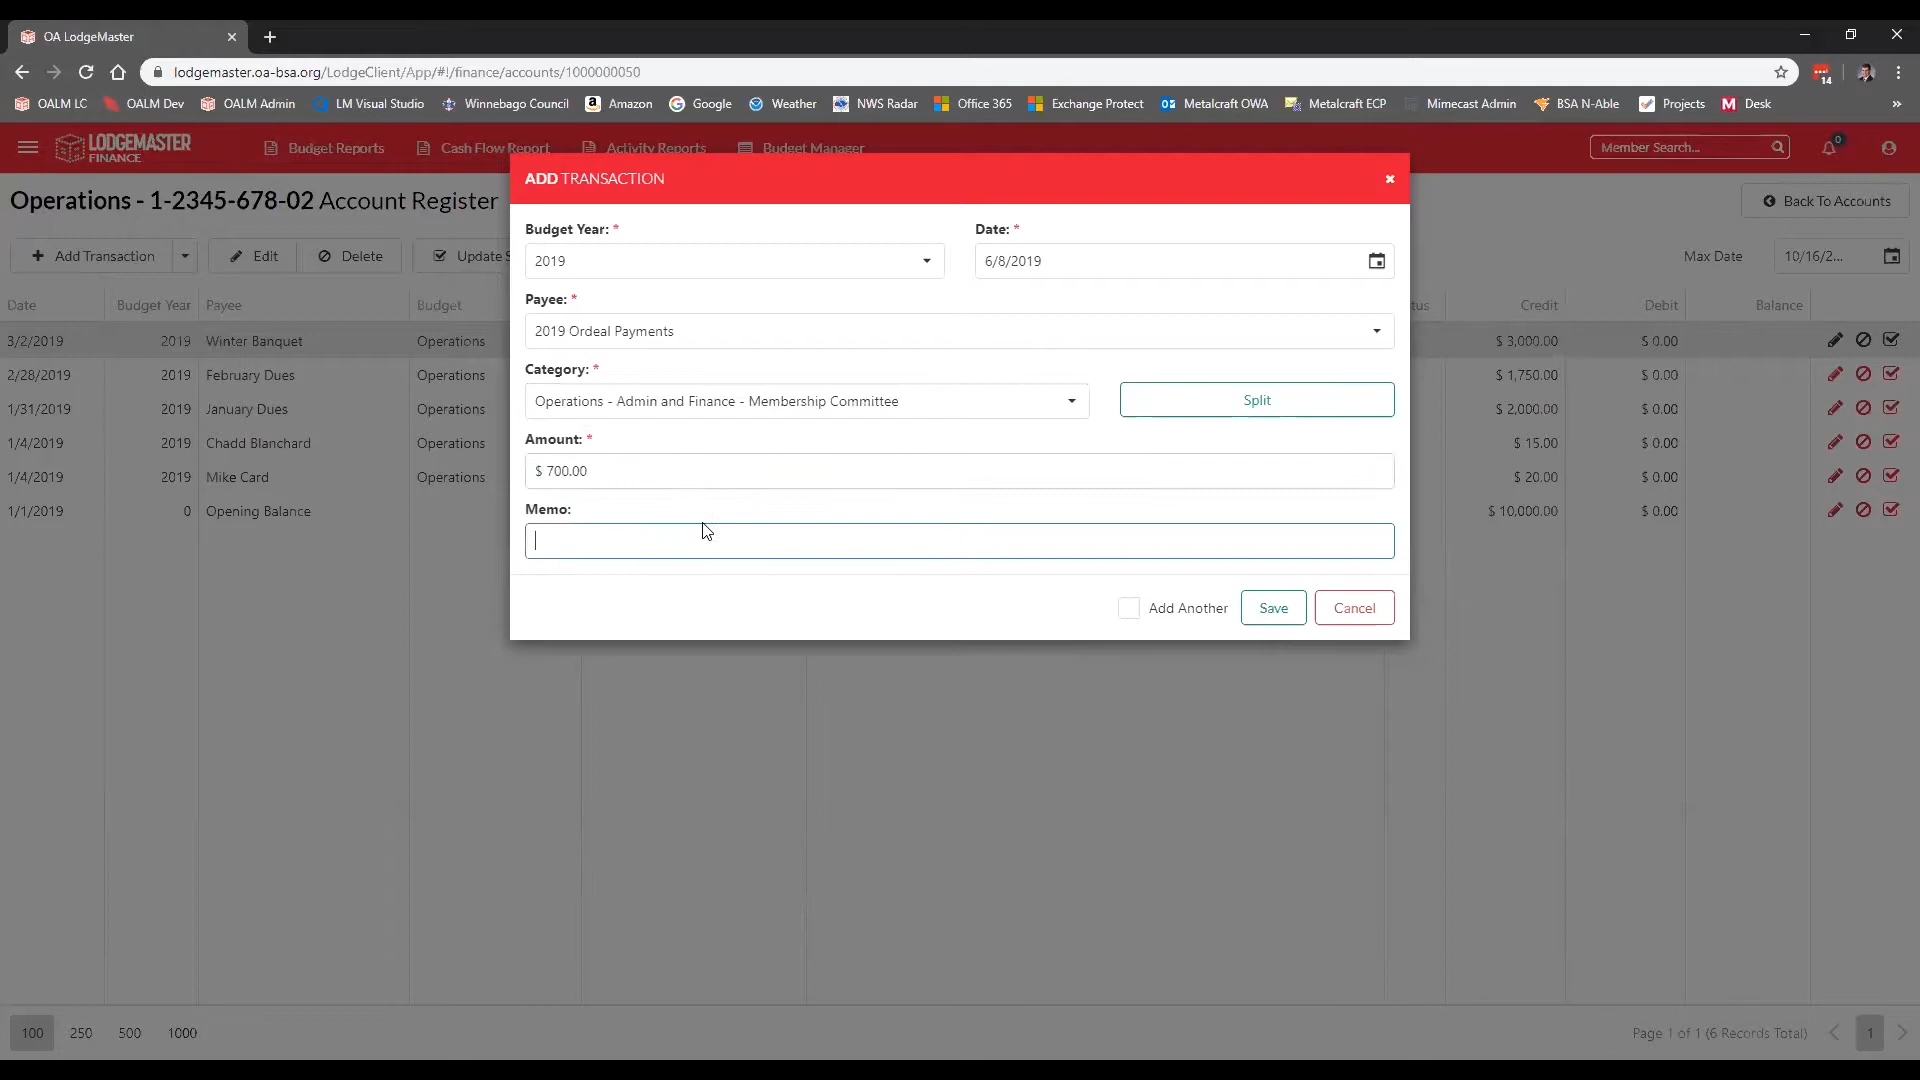 OA LodgeMaster
lodgemaster.oa-bsa.org/LodgeClient/App/#!/finance/accounts/1000000050
14
OALM LC OALM Dev OALM Admin LM Visual Studio Winnebago Council Amazon Google Weather NWS Radar Office 365 Exchange Protect Metalcraft OWA Metalcraft ECP Mimecast Admin BSA N-Able Projects Desk
LODGEMASTER
FINANCE
Budget Reports Cash Flow Report Activity Reports Budget Manager Member Search... 0
ADD TRANSACTION
Operations - 1-2345-678-02 Account Register
Back To Accounts
Budget Year: * Date: *
Add Transaction Edit Delete Update S
2019 6/8/2019
Max Date 10/16/2...
Payee: *
Date Budget Year Payee Budget tus Credit Debit Balance
2019 Ordeal Payments
3/2/2019 2019 Winter Banquet Operations $ 3,000.00 $ 0.00
Category: *
2/28/2019 2019 February Dues Operations $ 1,750.00 $ 0.00
Operations - Admin and Finance - Membership Committee Split
1/31/2019 2019 January Dues Operations $ 2,000.00 $ 0.00
Amount: *
1/4/2019 2019 Chadd Blanchard Operations $ 15.00 $ 0.00
$ 700.00
1/4/2019 2019 Mike Card Operations $ 20.00 $ 0.00
Memo:
1/1/2019 0 Opening Balance $ 10,000.00 $ 0.00
Add Another Save Cancel
100 250 500 1000 Page 1 of 1 (6 Records Total) 1